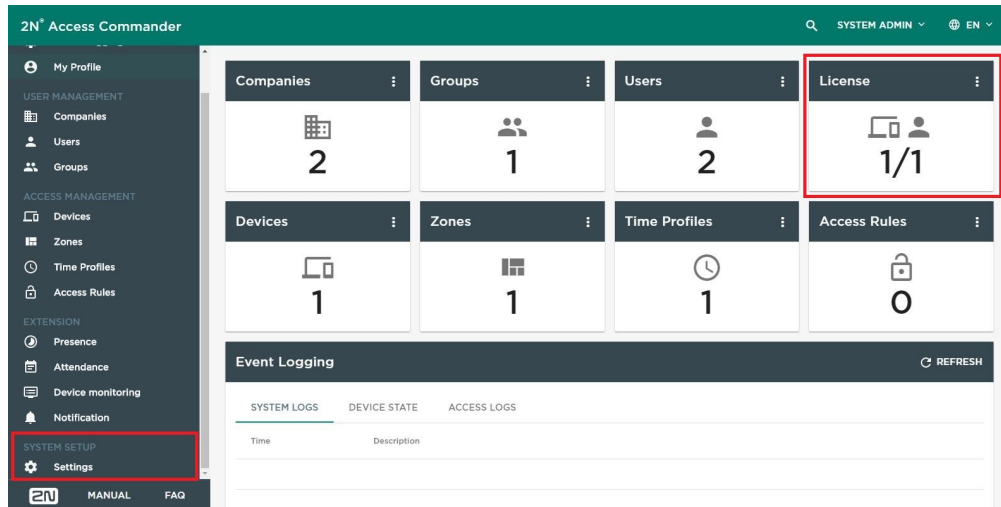 2N® Access Commander
SYSTEM ADMIN
EN
My Profile
USER MANAGEMENT
Companies
Users
Groups
ACCESS MANAGEMENT
Devices
Zones
Time Profiles
Access Rules
EXTENSION
Presence
Attendance
Device monitoring
Notification
SYSTEM SETUP
Settings
2N MANUAL FAQ
Companies
2
Groups
1
Users
2
License
1/1
Devices
1
Zones
1
Time Profiles
1
Access Rules
0
Event Logging
REFRESH
SYSTEM LOGS DEVICE STATE ACCESS LOGS
Time Description